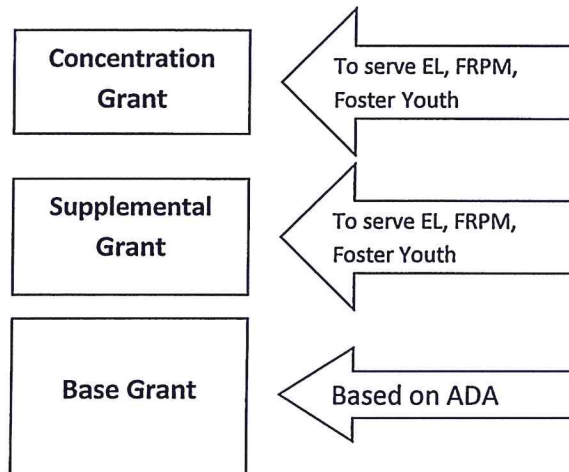 Concentration
Grant
To serve EL, FRPM,
Foster Youth
Supplemental
Grant
To serve EL, FRPM,
Foster Youth
Base Grant
Based on ADA